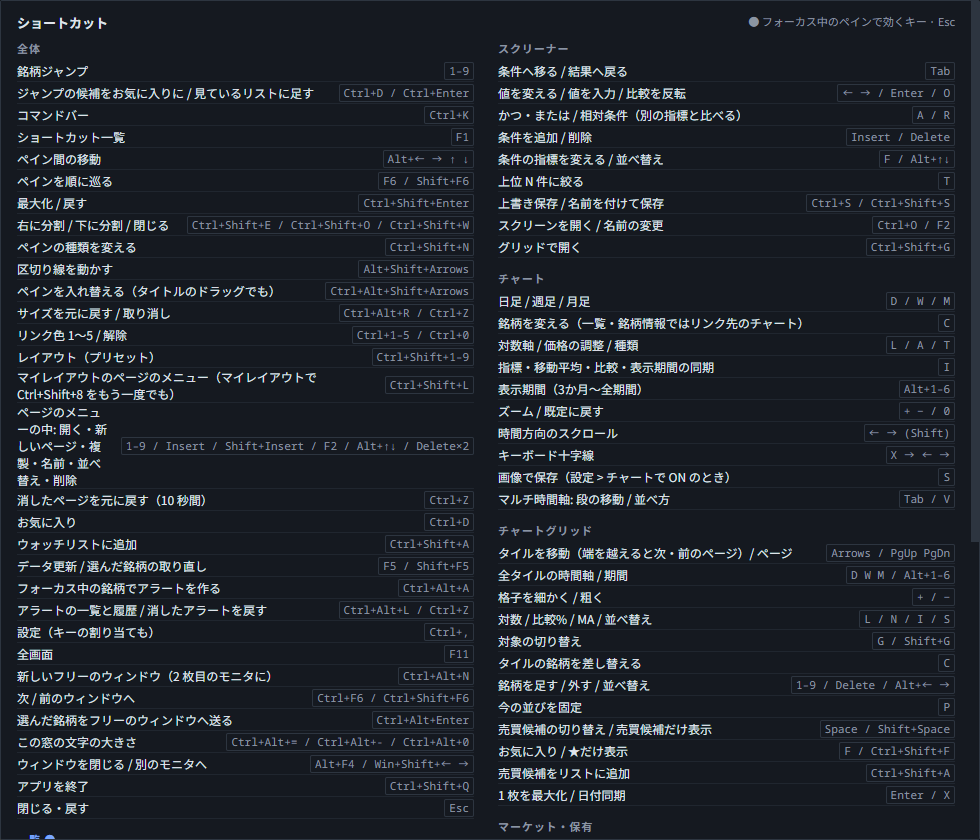 ショートカット
● フォーカス中のペインで効くキー · Esc
全体
銘柄ジャンプ 1-9
ジャンプの候補をお気に入りに / 見ているリストに足す Ctrl+D / Ctrl+Enter
コマンドバー Ctrl+K
ショートカット一覧 F1
ペイン間の移動 Alt+← → ↑ ↓
ペインを順に巡る F6 / Shift+F6
最大化 / 戻す Ctrl+Shift+Enter
右に分割 / 下に分割 / 閉じる Ctrl+Shift+E / Ctrl+Shift+O / Ctrl+Shift+W
ペインの種類を変える Ctrl+Shift+N
区切り線を動かす Alt+Shift+Arrows
ペインを入れ替える（タイトルのドラッグでも） Ctrl+Alt+Shift+Arrows
サイズを元に戻す / 取り消し Ctrl+Alt+R / Ctrl+Z
リンク色 1〜5 / 解除 Ctrl+1-5 / Ctrl+0
レイアウト（プリセット） Ctrl+Shift+1-9
マイレイアウトのページのメニュー（マイレイアウトで
Ctrl+Shift+8 をもう一度でも） Ctrl+Shift+L
ページのメニュ
ーの中: 開く・新
しいページ・複
製・名前・並べ
替え・削除 1-9 / Insert / Shift+Insert / F2 / Alt+↑↓ / Delete×2
消したページを元に戻す（10 秒間） Ctrl+Z
お気に入り Ctrl+D
ウォッチリストに追加 Ctrl+Shift+A
データ更新 / 選んだ銘柄の取り直し F5 / Shift+F5
フォーカス中の銘柄でアラートを作る Ctrl+Alt+A
アラートの一覧と履歴 / 消したアラートを戻す Ctrl+Alt+L / Ctrl+Z
設定（キーの割り当ても） Ctrl+,
全画面 F11
新しいフリーのウィンドウ（2 枚目のモニタに） Ctrl+Alt+N
次 / 前のウィンドウへ Ctrl+F6 / Ctrl+Shift+F6
選んだ銘柄をフリーのウィンドウへ送る Ctrl+Alt+Enter
この窓の文字の大きさ Ctrl+Alt+= / Ctrl+Alt+- / Ctrl+Alt+0
ウィンドウを閉じる / 別のモニタへ Alt+F4 / Win+Shift+← →
アプリを終了 Ctrl+Shift+Q
閉じる・戻す Esc
スクリーナー
条件へ移る / 結果へ戻る Tab
値を変える / 値を入力 / 比較を反転 ← → / Enter / O
かつ・または / 相対条件（別の指標と比べる） A / R
条件を追加 / 削除 Insert / Delete
条件の指標を変える / 並べ替え F / Alt+↑↓
上位 N 件に絞る T
上書き保存 / 名前を付けて保存 Ctrl+S / Ctrl+Shift+S
スクリーンを開く / 名前の変更 Ctrl+O / F2
グリッドで開く Ctrl+Shift+G
チャート
日足 / 週足 / 月足 D / W / M
銘柄を変える（一覧・銘柄情報ではリンク先のチャート） C
対数軸 / 価格の調整 / 種類 L / A / T
指標・移動平均・比較・表示期間の同期 I
表示期間（3か月〜全期間） Alt+1-6
ズーム / 既定に戻す + − / 0
時間方向のスクロール ← → (Shift)
キーボード十字線 X → ← →
画像で保存（設定 > チャートで ON のとき） S
マルチ時間軸: 段の移動 / 並べ方 Tab / V
チャートグリッド
タイルを移動（端を越えると次・前のページ）/ ページ Arrows / PgUp PgDn
全タイルの時間軸 / 期間 D W M / Alt+1-6
格子を細かく / 粗く + / −
対数 / 比較% / MA / 並べ替え L / N / I / S
対象の切り替え G / Shift+G
タイルの銘柄を差し替える C
銘柄を足す / 外す / 並べ替え 1-9 / Delete / Alt+← →
今の並びを固定 P
売買候補の切り替え / 売買候補だけ表示 Space / Shift+Space
お気に入り / ★だけ表示 F / Ctrl+Shift+F
売買候補をリストに追加 Ctrl+Shift+A
1 枚を最大化 / 日付同期 Enter / X
マーケット・保有